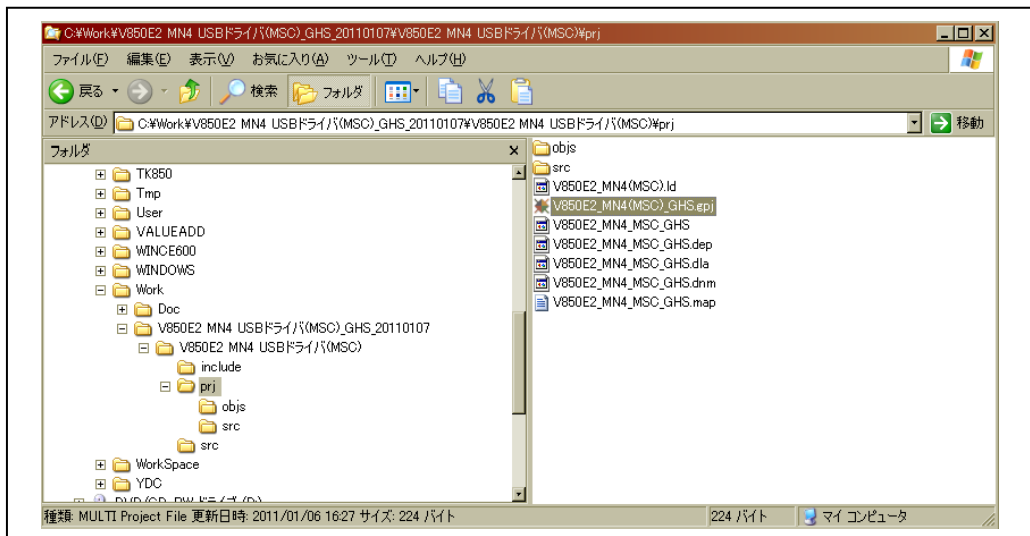 C:¥Work¥V850E2 MN4 USBドライバ(MSC)_GHS_20110107¥V850E2 MN4 USBドライバ(MSC)¥prj
ファイル(F) 編集(E) 表示(V) お気に入り(A) ツール(T) ヘルプ(H)
戻る 検索 フォルダ
アドレス(D) C:¥Work¥V850E2 MN4 USBドライバ(MSC)_GHS_20110107¥V850E2 MN4 USBドライバ(MSC)¥prj 移動
フォルダ
TK850
Tmp
User
VALUEADD
WINCE600
WINDOWS
Work
Doc
V850E2 MN4 USBドライバ(MSC)_GHS_20110107
V850E2 MN4 USBドライバ(MSC)
include
prj
objs
src
src
WorkSpace
YDC
objs
src
V850E2_MN4(MSC).ld
V850E2_MN4(MSC)_GHS.gpj
V850E2_MN4_MSC_GHS
V850E2_MN4_MSC_GHS.dep
V850E2_MN4_MSC_GHS.dla
V850E2_MN4_MSC_GHS.dnm
V850E2_MN4_MSC_GHS.map
種類: MULTI Project File 更新日時: 2011/01/06 16:27 サイズ: 224 バイト 224 バイト マイ コンピュータ